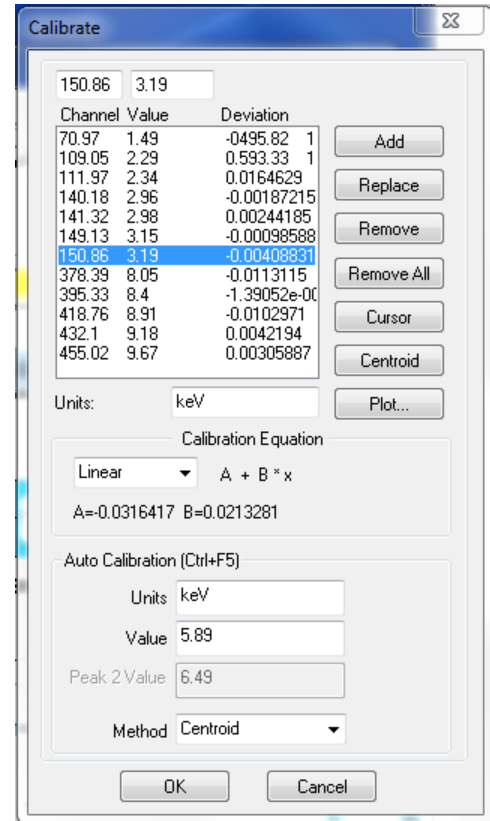 Calibrate
150.86 3.19
Channel Value Deviation
70.97 1.49 -0495.82 1
109.05 2.29 0.593.33 1
111.97 2.34 0.0164629
140.18 2.96 -0.00187215
141.32 2.98 0.00244185
149.13 3.15 -0.00098588
150.86 3.19 -0.00408831
378.39 8.05 -0.0113115
395.33 8.4 -1.39052e-00
418.76 8.91 -0.0102971
432.1 9.18 0.0042194
455.02 9.67 0.00305887
Add
Replace
Remove
Remove All
Cursor
Centroid
Plot...
Units: keV
Calibration Equation
Linear A + B * x
A=-0.0316417 B=0.0213281
Auto Calibration (Ctrl+F5)
Units keV
Value 5.89
Peak 2 Value 6.49
Method Centroid
OK Cancel